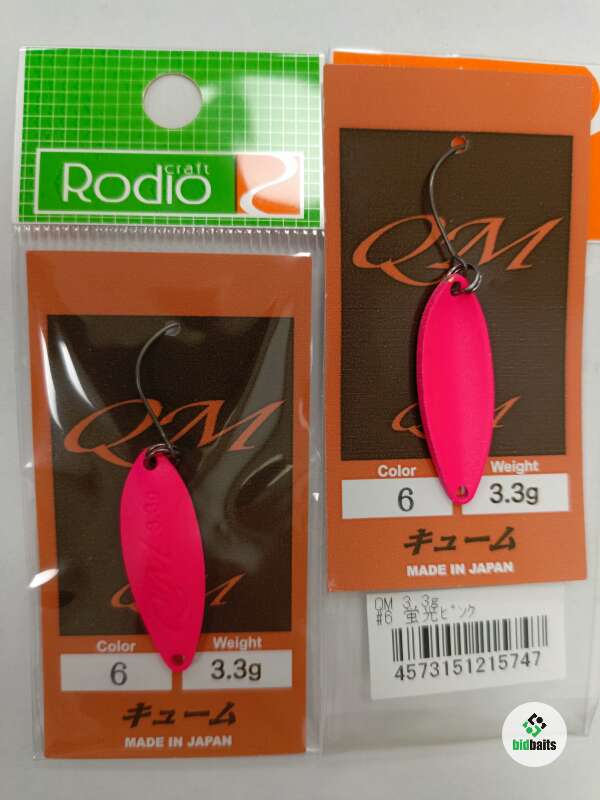 craft
Rodio
QM
QM
Color
Weight
6
3.3g
キューム
MADE IN JAPAN
QM
QM
Color
Weight
6
3.3g
キューム
MADE IN JAPAN
QM 3.3g
#6 蛍光ピンク
4573151215747
bidbaits